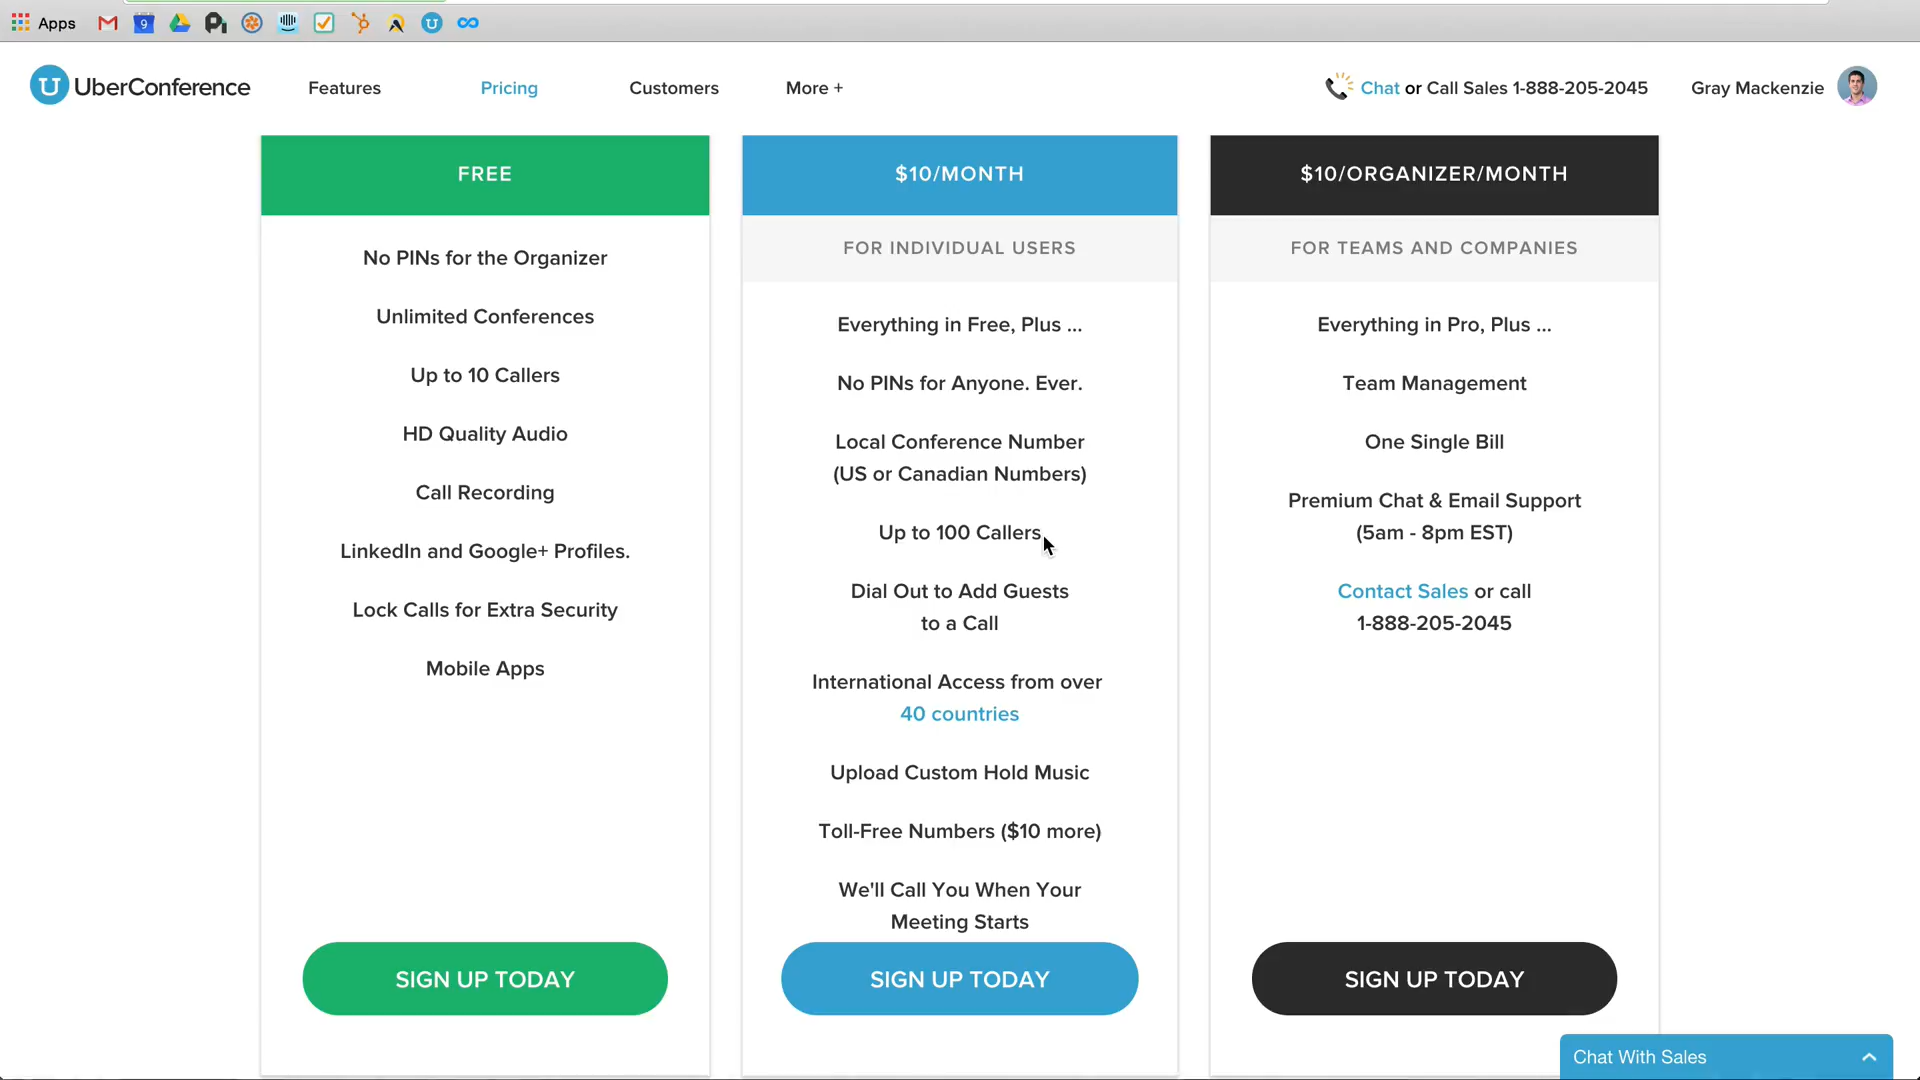 Apps
9
UberConference
Features
Pricing
Customers
More +
Chat or Call Sales 1-888-205-2045
Gray Mackenzie
FREE
No PINs for the Organizer
Unlimited Conferences
Up to 10 Callers
HD Quality Audio
Call Recording
LinkedIn and Google+ Profiles.
Lock Calls for Extra Security
Mobile Apps
SIGN UP TODAY
$10/MONTH
FOR INDIVIDUAL USERS
Everything in Free, Plus ...
No PINs for Anyone. Ever.
Local Conference Number
(US or Canadian Numbers)
Up to 100 Callers
Dial Out to Add Guests
to a Call
International Access from over
40 countries
Upload Custom Hold Music
Toll-Free Numbers ($10 more)
We'll Call You When Your
Meeting Starts
SIGN UP TODAY
$10/ORGANIZER/MONTH
FOR TEAMS AND COMPANIES
Everything in Pro, Plus ...
Team Management
One Single Bill
Premium Chat & Email Support
(5am - 8pm EST)
Contact Sales or call
1-888-205-2045
SIGN UP TODAY
Chat With Sales